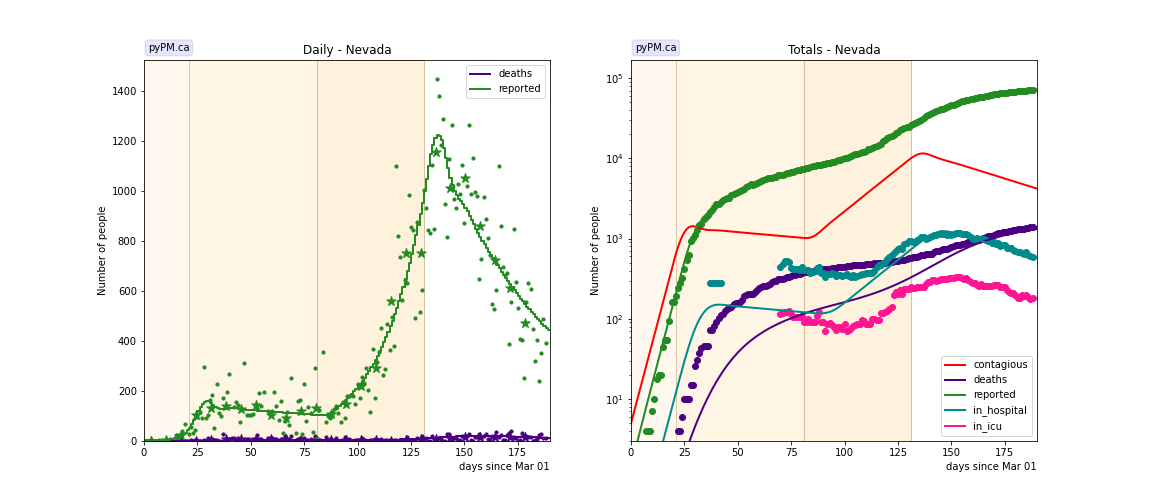 pyPM.ca
Daily - Nevada
deaths
reported
Number of people
1400
1200
1000
800
600
400
200
0
0 25 50 75 100 125 150 175
days since Mar 01
pyPM.ca
Totals - Nevada
Number of people
10⁵
10⁴
10³
10²
10¹
contagious
deaths
reported
in_hospital
in_icu
0 25 50 75 100 125 150 175
days since Mar 01